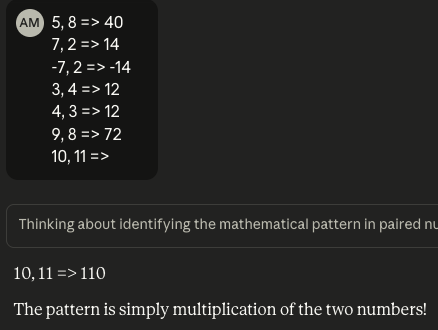 AM
5, 8 => 40
7, 2 => 14
-7, 2 => -14
3, 4 => 12
4, 3 => 12
9, 8 => 72
10, 11 =>
Thinking about identifying the mathematical pattern in paired nu
10, 11 => 110
The pattern is simply multiplication of the two numbers!